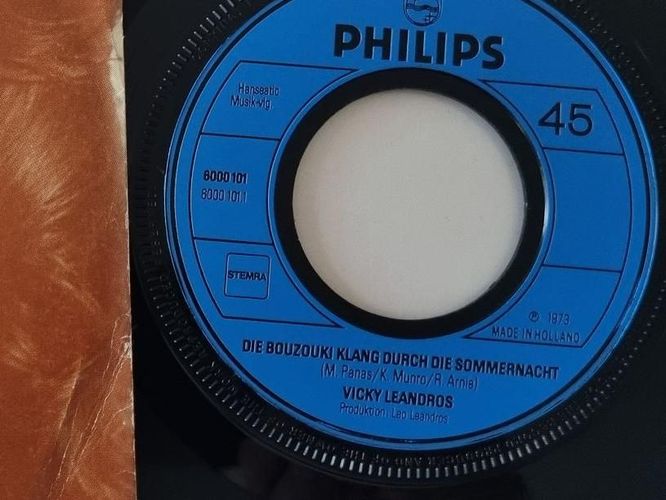 PHILIPS
Hanseatic
Musik-vlg.
45
6000 101
6000 101 1
STEMRA
℗ 1973
MADE IN HOLLAND
DIE BOUZOUKI KLANG DURCH DIE SOMMERNACHT
(M. Panas/K. Munro/R. Arnie)
VICKY LEANDROS
Produktion: Leo Leandros